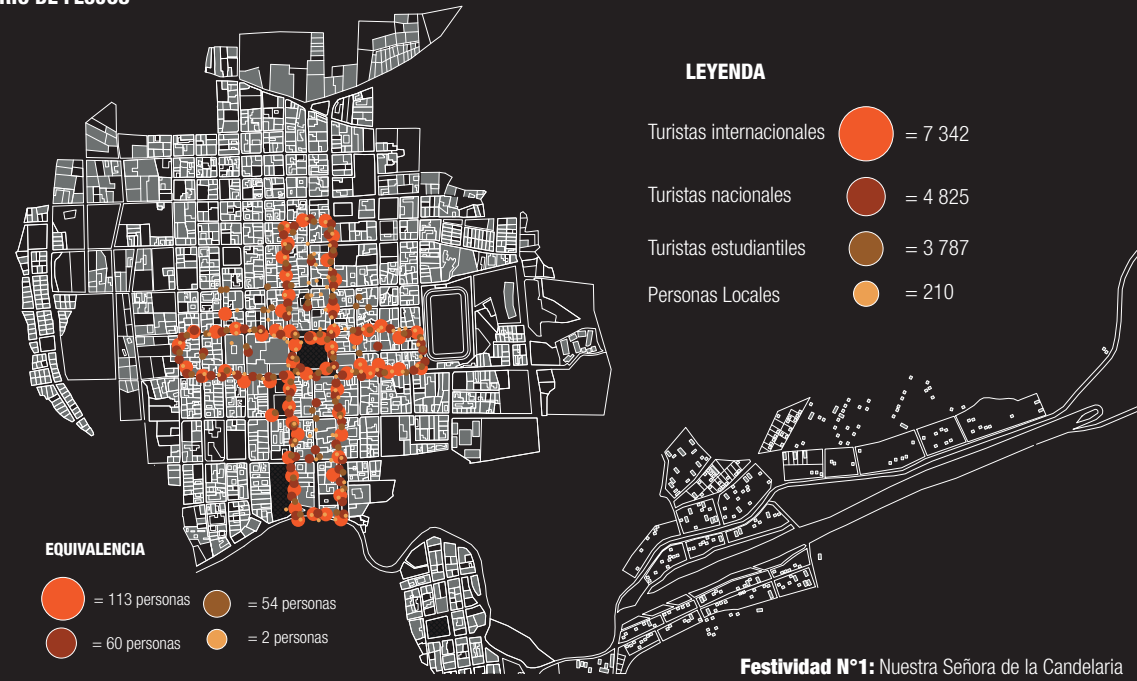 LEYENDA
Turistas internacionales = 7 342
Turistas nacionales = 4 825
Turistas estudiantiles = 3 787
Personas Locales = 210
EQUIVALENCIA
= 113 personas = 54 personas
= 60 personas = 2 personas
Festividad N°1: Nuestra Señora de la Candelaria